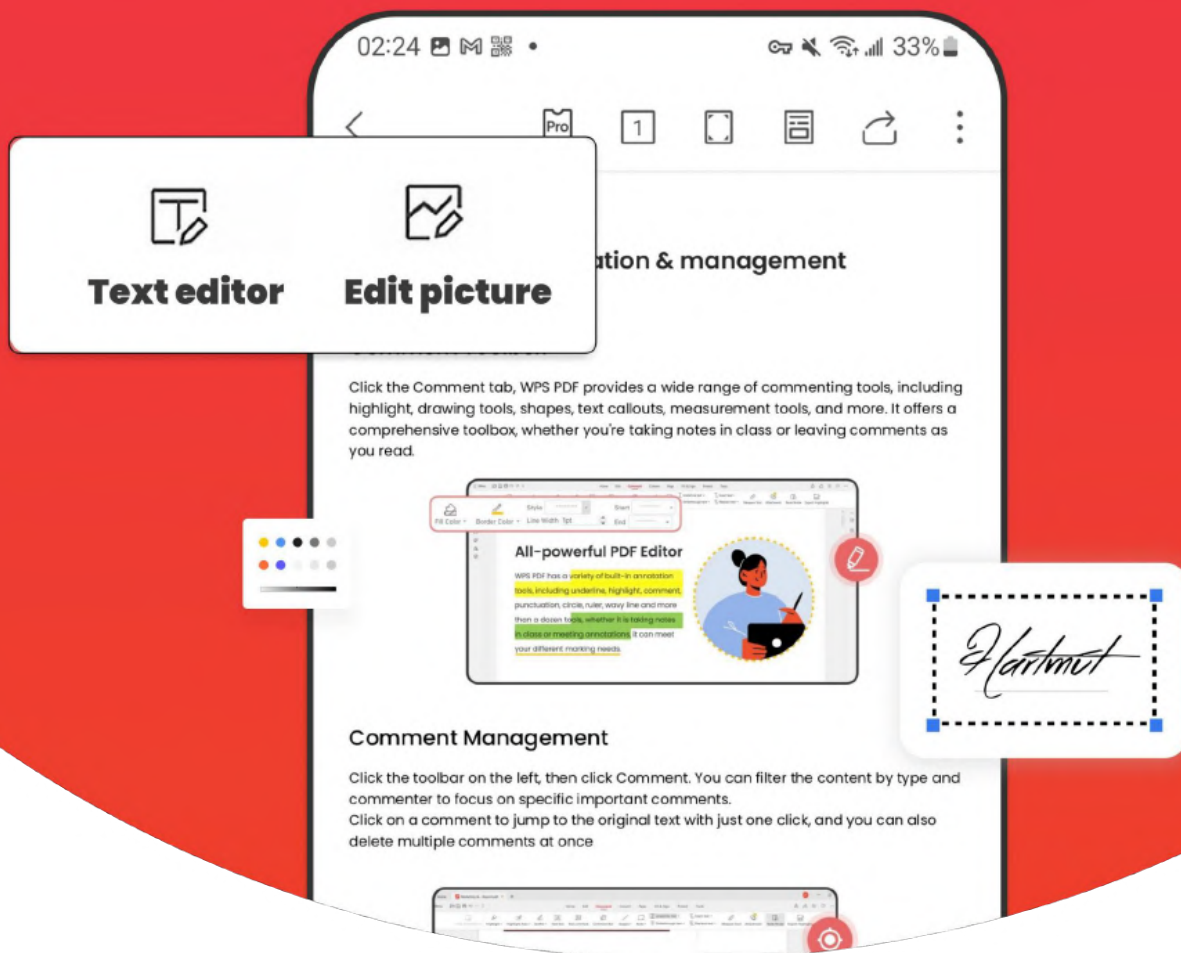 02:24
33%
Pro
1
Text editor
Edit picture
ation & management
Click the Comment tab, WPS PDF provides a wide range of commenting tools, including
highlight, drawing tools, shapes, text callouts, measurement tools, and more. It offers a
comprehensive toolbox, whether you're taking notes in class or leaving comments as
you read.
Fill Color
Border Color
Style
Line Width 1pt
Start
End
All-powerful PDF Editor
WPS PDF has a variety of built-in annotation
tools, including underline, highlight, comment,
punctuation, circle, ruler, wavy line and more
than a dozen tools, whether it is taking notes
in class or meeting annotations, it can meet
your different marking needs.
Hartmut
Comment Management
Click the toolbar on the left, then click Comment. You can filter the content by type and
commenter to focus on specific important comments.
Click on a comment to jump to the original text with just one click, and you can also
delete multiple comments at once